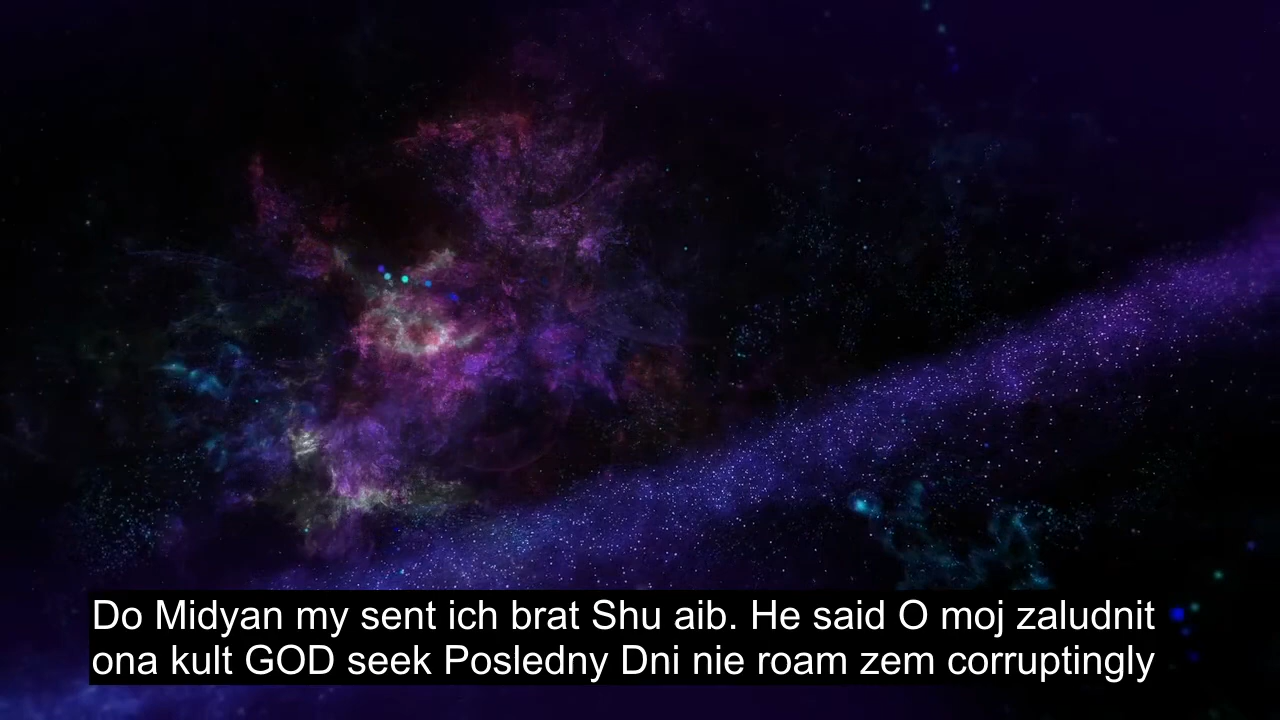 Do Midyan my sent ich brat Shu aib. He said O moj zaludnit
ona kult GOD seek Posledny Dni nie roam zem corruptingly